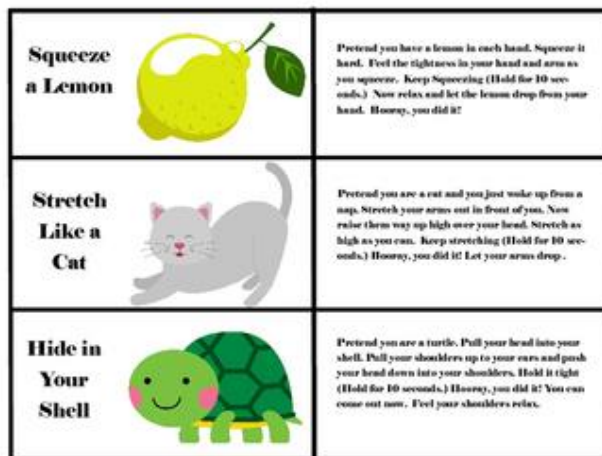 Squeeze
a Lemon
Pretend you have a lemon in each hand. Squeeze it
hard. Feel the tightness in your hand and arm as
you squeeze. Keep Squeezing (Hold for 10 sec-
onds.) Now relax and let the lemon drop from your
hand. Hooray, you did it!
Stretch
Like a
Cat
Pretend you are a cat and you just woke up from a
nap. Stretch your arms out in front of you. Now
raise them way up high over your head. Stretch as
high as you can. Keep stretching (Hold for 10 sec-
onds.) Hooray, you did it! Let your arms drop .
Hide in
Your
Shell
Pretend you are a turtle. Pull your head into your
shell. Pull your shoulders up to your ears and push
your head down into your shoulders. Hold it tight
(Hold for 10 seconds.) Hooray, you did it! You can
come out now. Feel your shoulders relax.